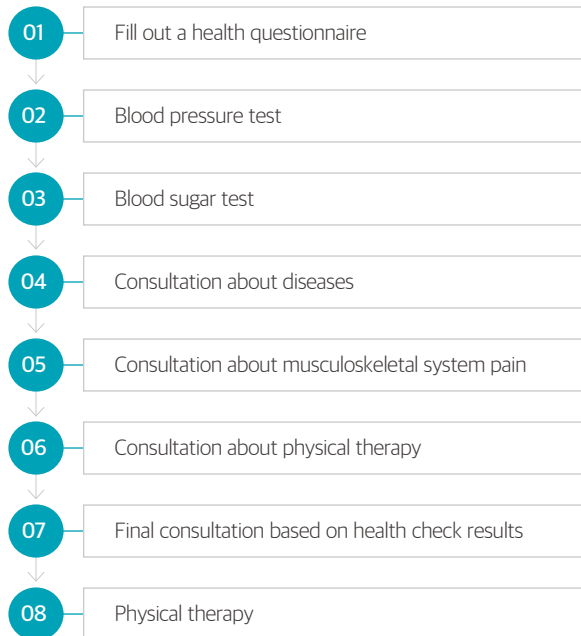 01 Fill out a health questionnaire
02 Blood pressure test
03 Blood sugar test
04 Consultation about diseases
05 Consultation about musculoskeletal system pain
06 Consultation about physical therapy
07 Final consultation based on health check results
08 Physical therapy